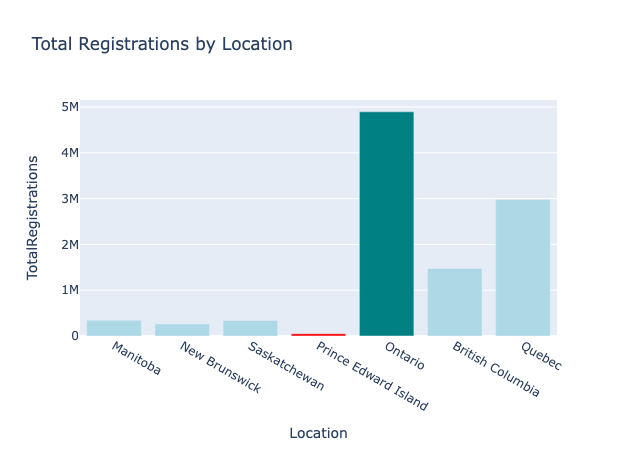 Total Registrations by Location
TotalRegistrations
5M
4M
3M
2M
1M
0
Manitoba
New Brunswick
Saskatchewan
Prince Edward Island
Ontario
British Columbia
Quebec
Location